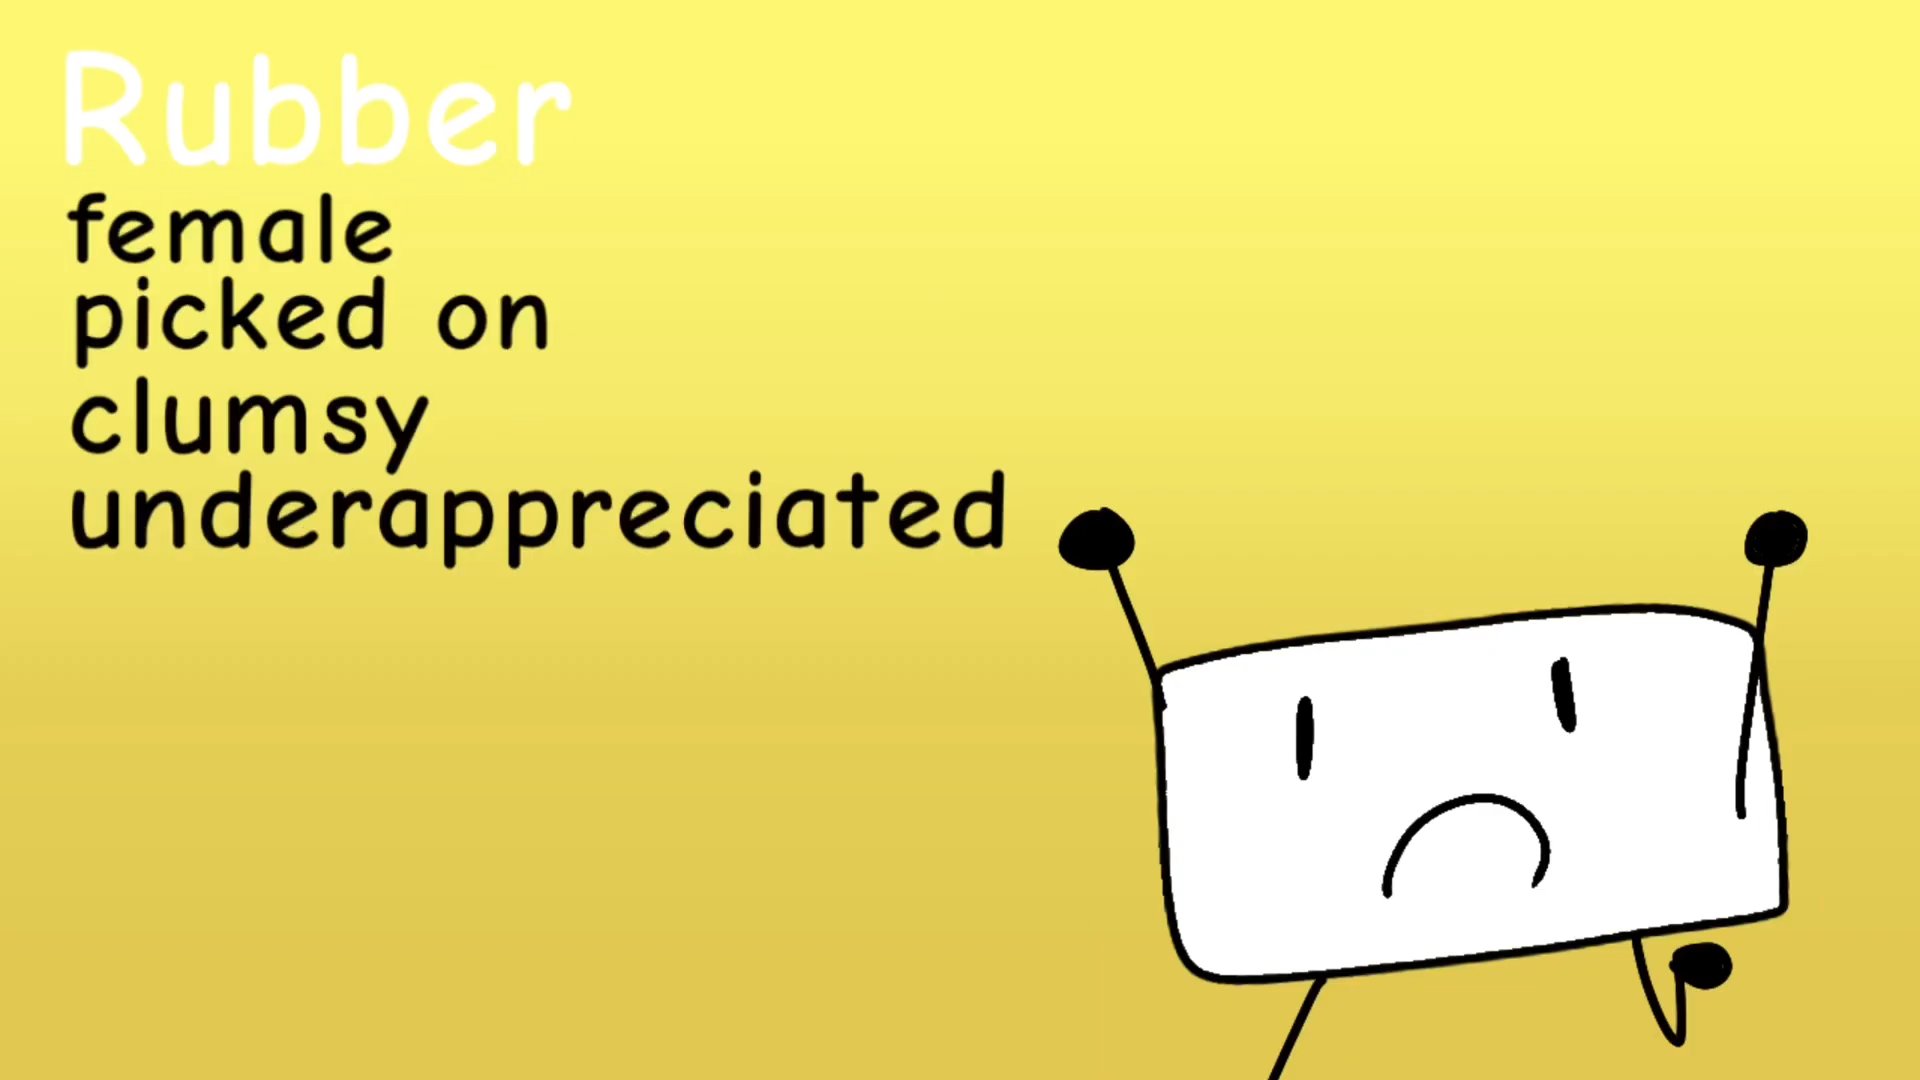 Rubber
female
picked on
clumsy
underappreciated